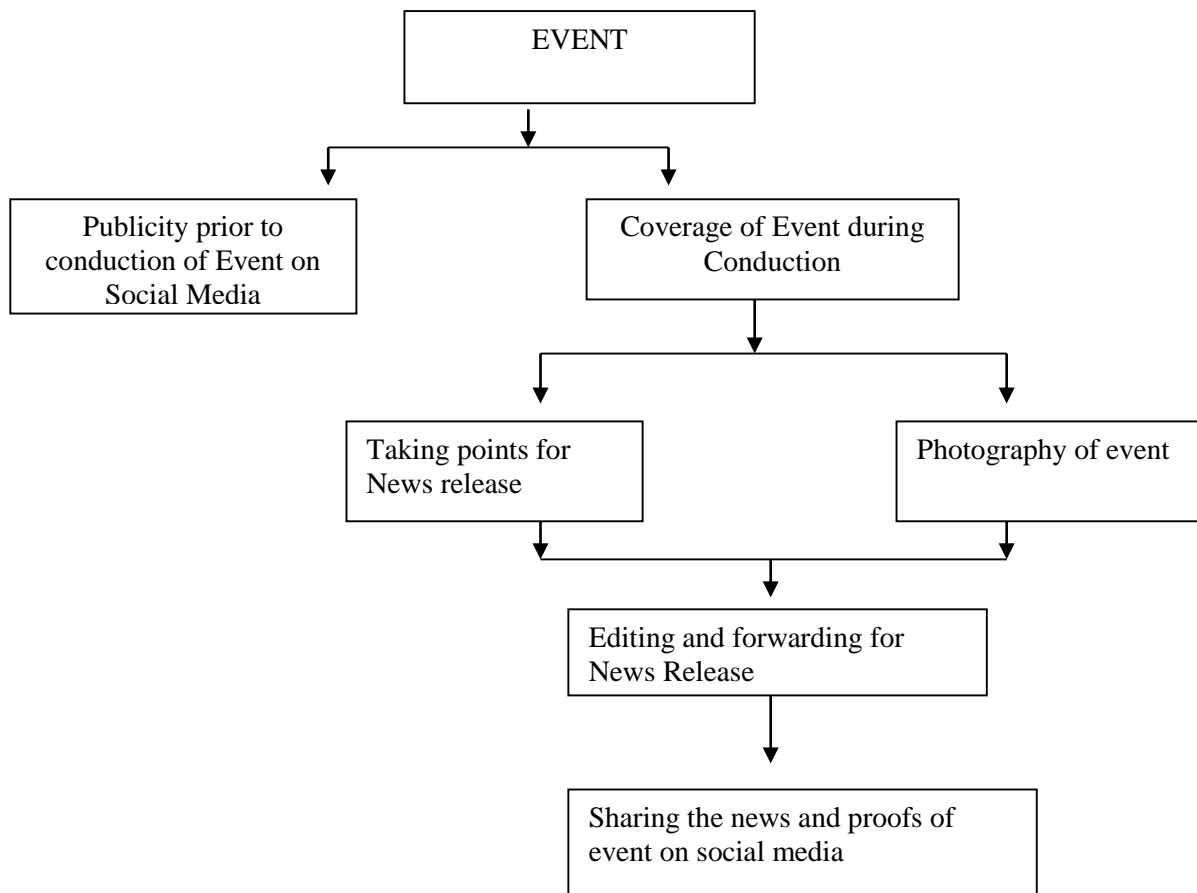 EVENT
Publicity prior to
conduction of Event on
Social Media
Coverage of Event during
Conduction
Taking points for
News release
Photography of event
Editing and forwarding for
News Release
Sharing the news and proofs of
event on social media